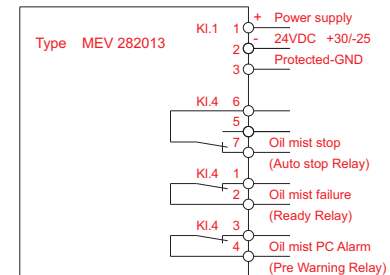 Kl.1 1 + Power supply
Type MEV 282013 - 24VDC +30/-25
2
Protected-GND
3
Kl.4 6
5
7 Oil mist stop
(Auto stop Relay)
Kl.4 1
2 Oil mist failure
(Ready Relay)
Kl.4 3
4 Oil mist PC Alarm
(Pre Warning Relay)